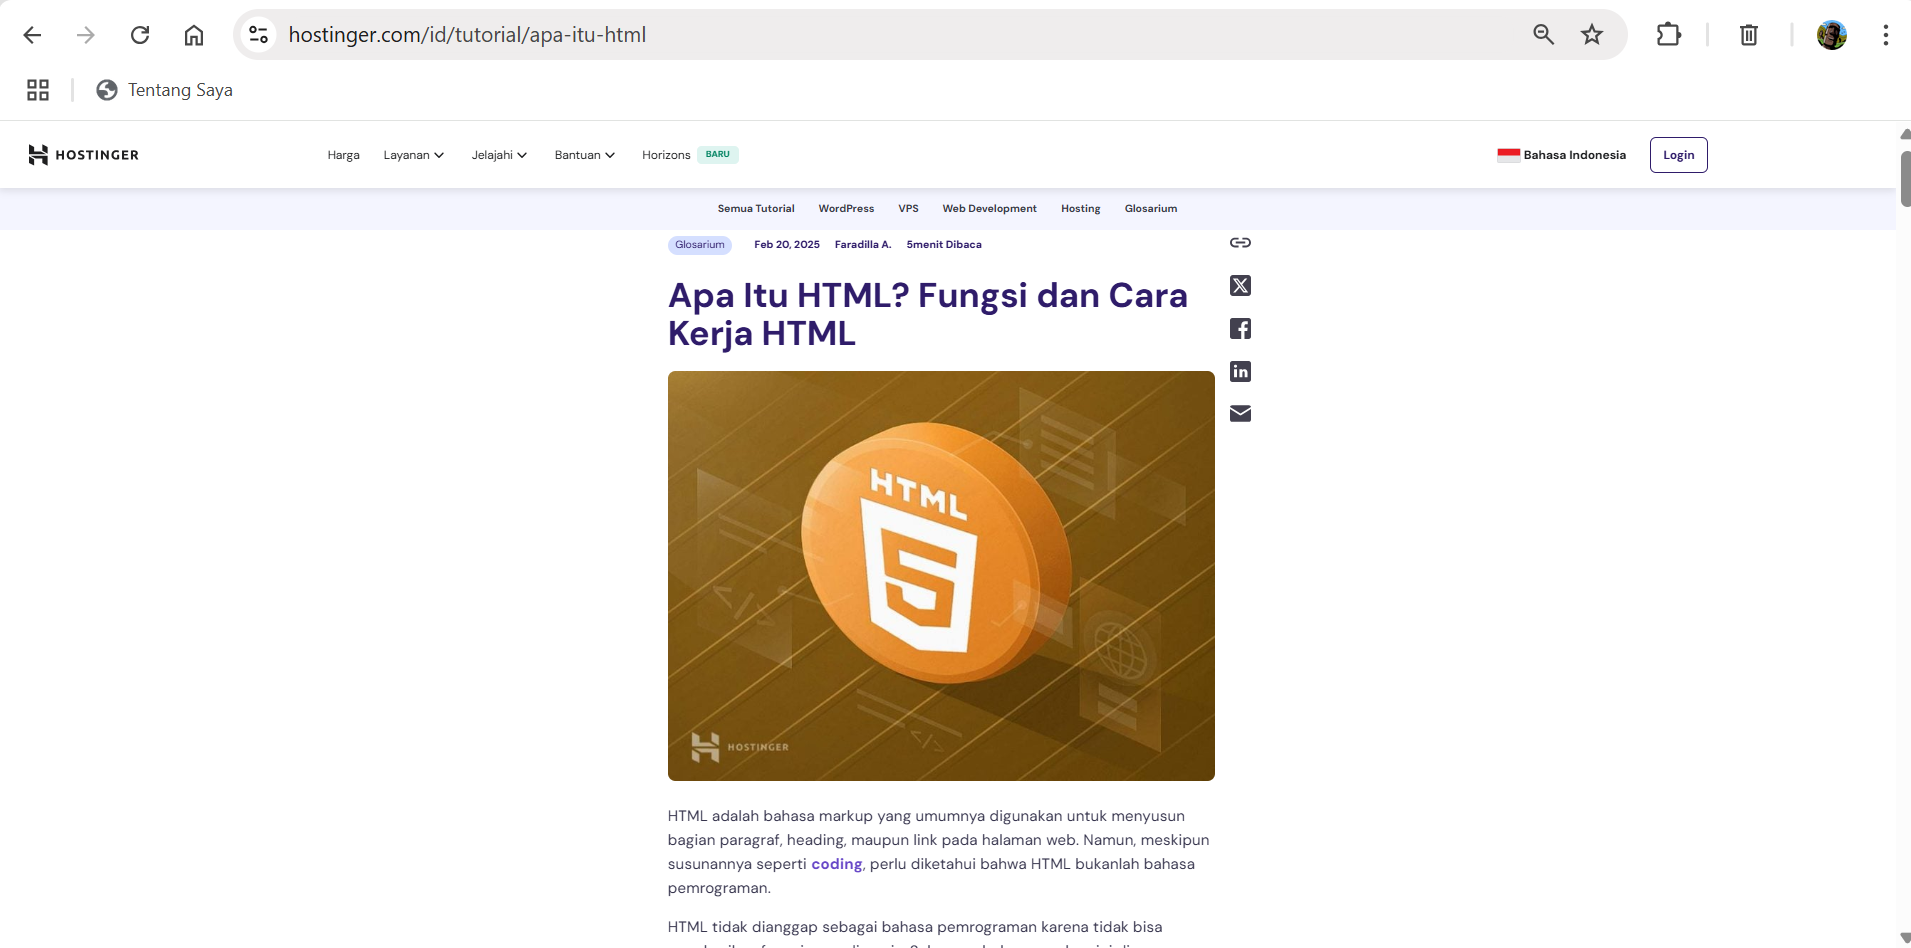 hostinger.com/id/tutorial/apa-itu-html
Tentang Saya
HOSTINGER
Harga Layanan Jelajahi Bantuan Horizons BARU
Bahasa Indonesia Login
Semua Tutorial WordPress VPS Web Development Hosting Glosarium
Glosarium Feb 20, 2025 Faradilla A. 5menit Dibaca
Apa Itu HTML? Fungsi dan Cara
Kerja HTML
HTML
5
HOSTINGER
HTML adalah bahasa markup yang umumnya digunakan untuk menyusun
bagian paragraf, heading, maupun link pada halaman web. Namun, meskipun
susunannya seperti coding, perlu diketahui bahwa HTML bukanlah bahasa
pemrograman.
HTML tidak dianggap sebagai bahasa pemrograman karena tidak bisa